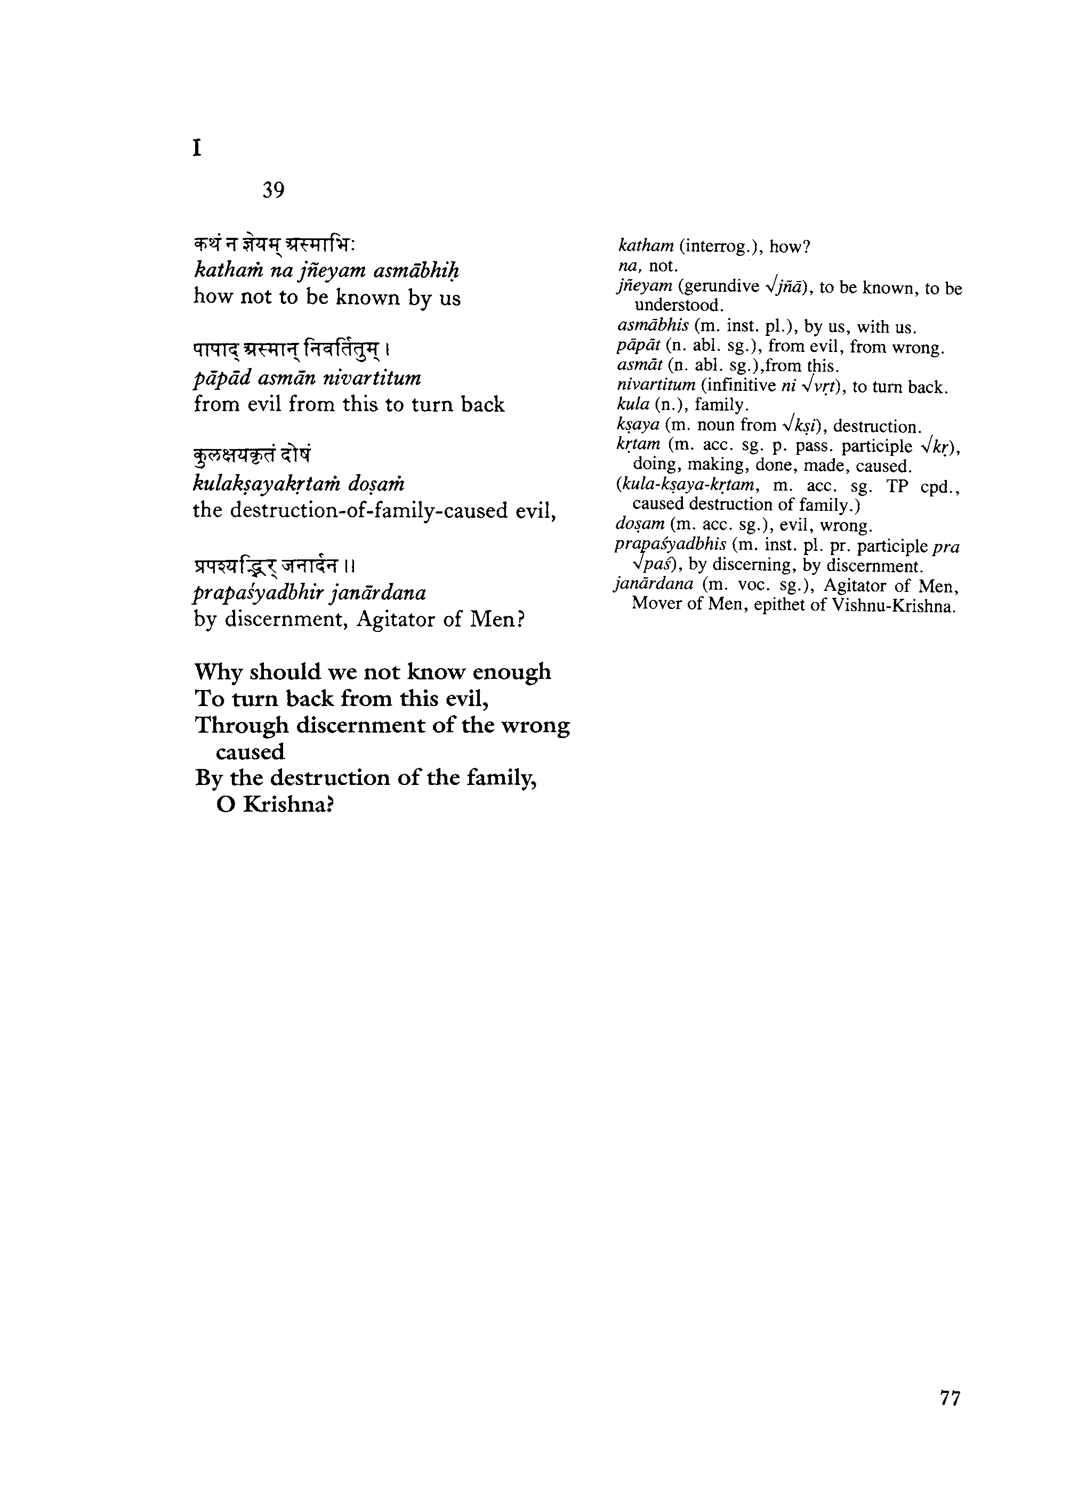 I
39
कथं न ज्ञेयम् अस्माभिः
kathaṁ na jñeyam asmābhiḥ
how not to be known by us
पापाद् अस्मान् निवर्तितुम् ।
pāpād asmān nivartitum
from evil from this to turn back
कुलक्षयकृतं दोषं
kulakṣayakṛtaṁ doṣaṁ
the destruction-of-family-caused evil,
प्रपश्यद्भिर् जनार्दन ।।
prapaśyadbhir janārdana
by discernment, Agitator of Men?
Why should we not know enough
To turn back from this evil,
Through discernment of the wrong
caused
By the destruction of the family,
O Krishna?
katham (interrog.), how?
na, not.
jñeyam (gerundive √jñā), to be known, to be
understood.
asmābhis (m. inst. pl.), by us, with us.
pāpāt (n. abl. sg.), from evil, from wrong.
asmāt (n. abl. sg.),from this.
nivartitum (infinitive ni √vṛt), to turn back.
kula (n.), family.
kṣaya (m. noun from √kṣi), destruction.
kṛtam (m. acc. sg. p. pass. participle √kṛ),
doing, making, done, made, caused.
(kula-kṣaya-kṛtam, m. acc. sg. TP cpd.,
caused destruction of family.)
doṣam (m. acc. sg.), evil, wrong.
prapaśyadbhis (m. inst. pl. pr. participle pra
√paś), by discerning, by discernment.
janārdana (m. voc. sg.), Agitator of Men,
Mover of Men, epithet of Vishnu-Krishna.
77